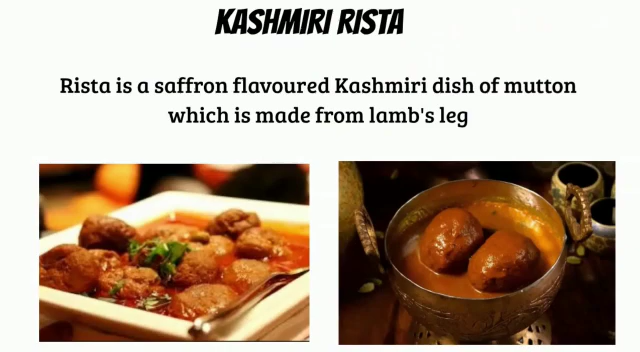 KASHMIRI RISTA
Rista is a saffron flavoured Kashmiri dish of mutton
which is made from lamb's leg